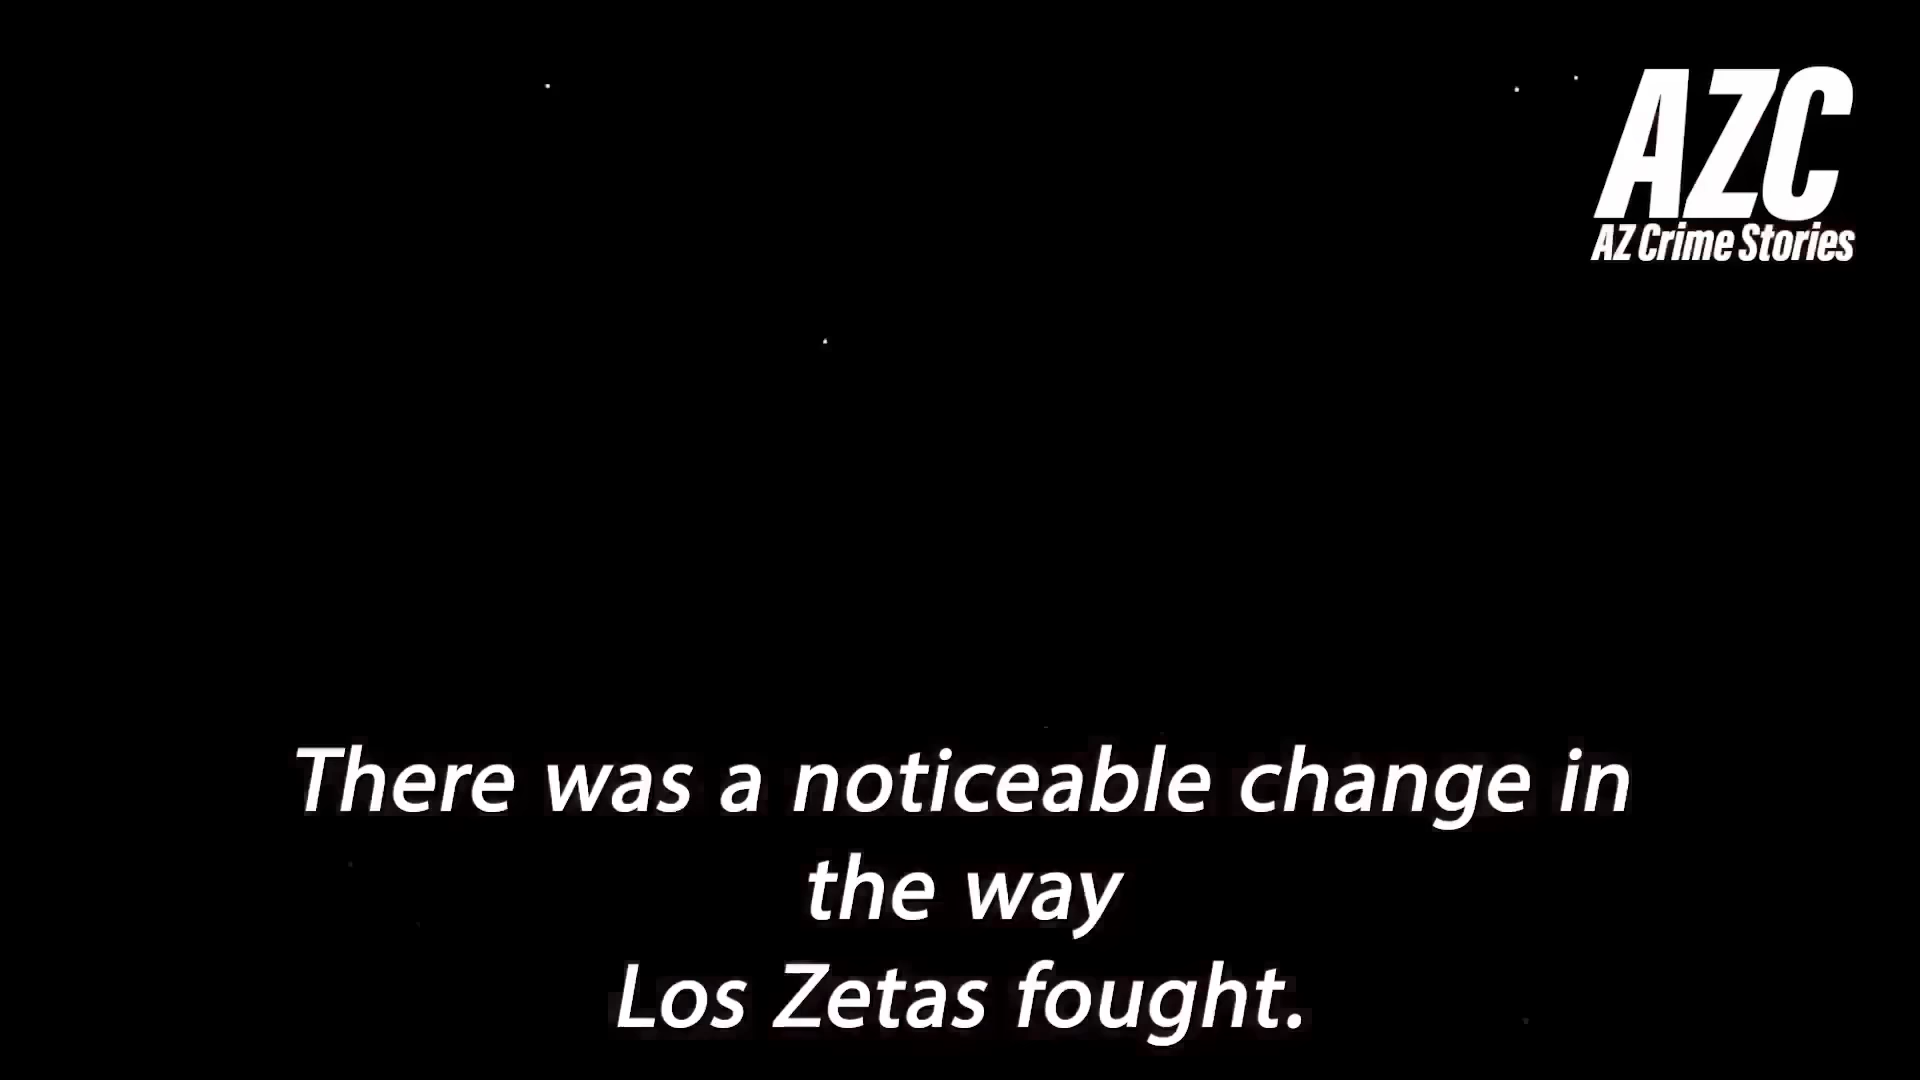 AZC
AZ Crime Stories
There was a noticeable change in
the way
Los Zetas fought.